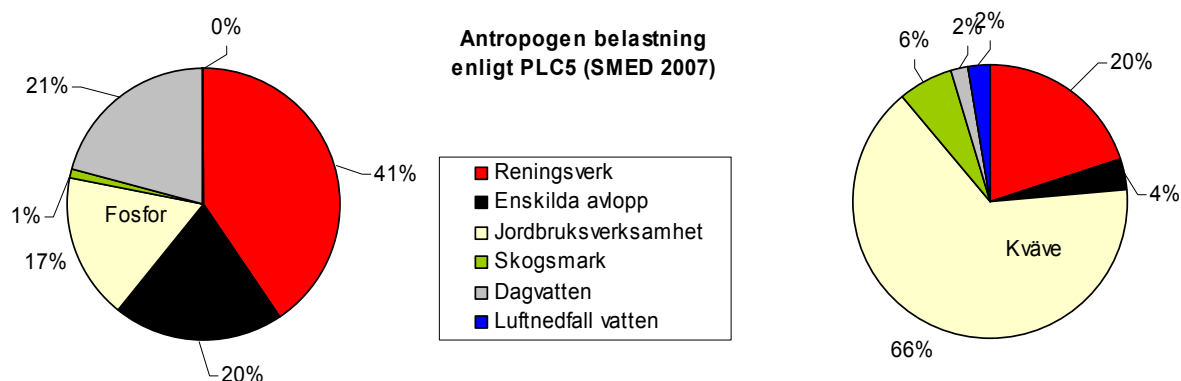 Antropogen belastning
enligt PLC5 (SMED 2007)
0%
21%
41%
1%
Fosfor
17%
20%
Reningsverk
Enskilda avlopp
Jordbruksverksamhet
Skogsmark
Dagvatten
Luftnedfall vatten
2%
2%
6%
20%
4%
Kväve
66%